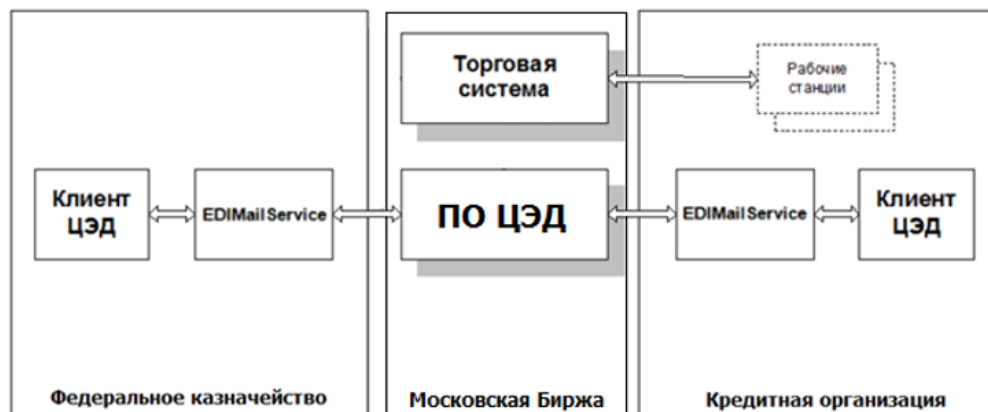 Торговая
система
Рабочие
станции
Клиент
ЦЭД
EDIMailService
ПО ЦЭД
EDIMailService
Клиент
ЦЭД
Федеральное казначейство
Московская Биржа
Кредитная организация